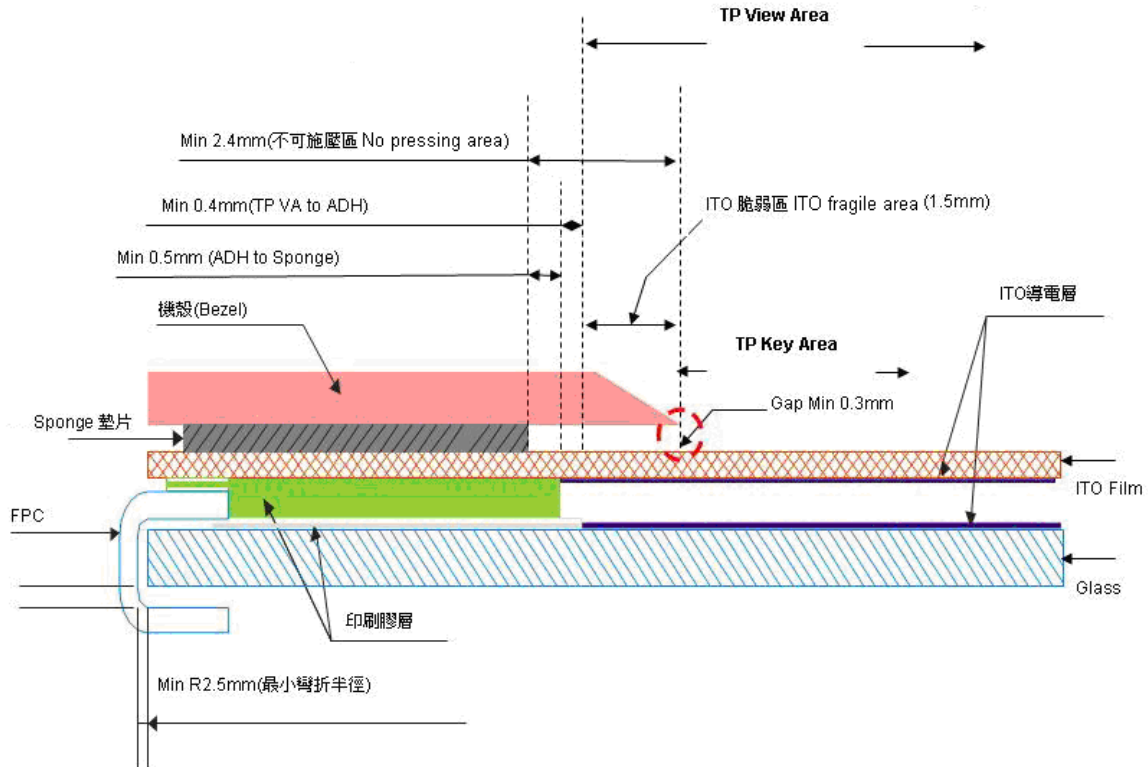 TP View Area
Min 2.4mm(不可施壓區 No pressing area)
Min 0.4mm(TP VA to ADH)
ITO 脆弱區 ITO fragile area (1.5mm)
Min 0.5mm (ADH to Sponge)
ITO導電層
機殼(Bezel)
TP Key Area
Gap Min 0.3mm
Sponge 墊片
ITO Film
FPC
Glass
印刷膠層
Min R2.5mm(最小彎折半徑)